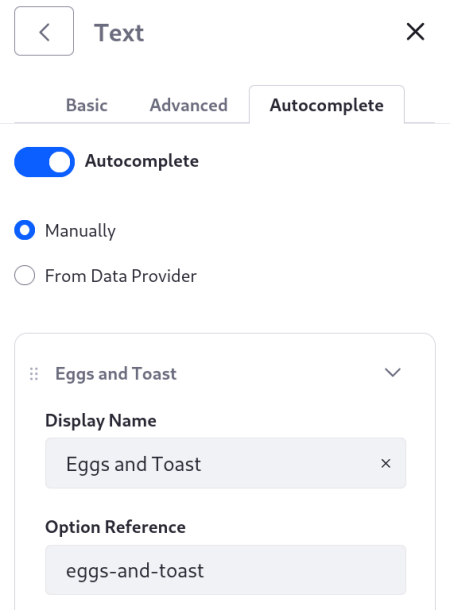 Text
Basic Advanced Autocomplete
Autocomplete
Manually
From Data Provider
Eggs and Toast
Display Name
Eggs and Toast
Option Reference
eggs-and-toast